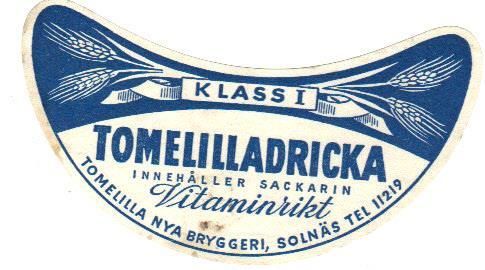 KLASS I
TOMELILLADRICKA
INNEHÅLLER SACKARIN
Vitaminrikt
TOMELILLA NYA BRYGGERI, SOLNÄS TEL 11219